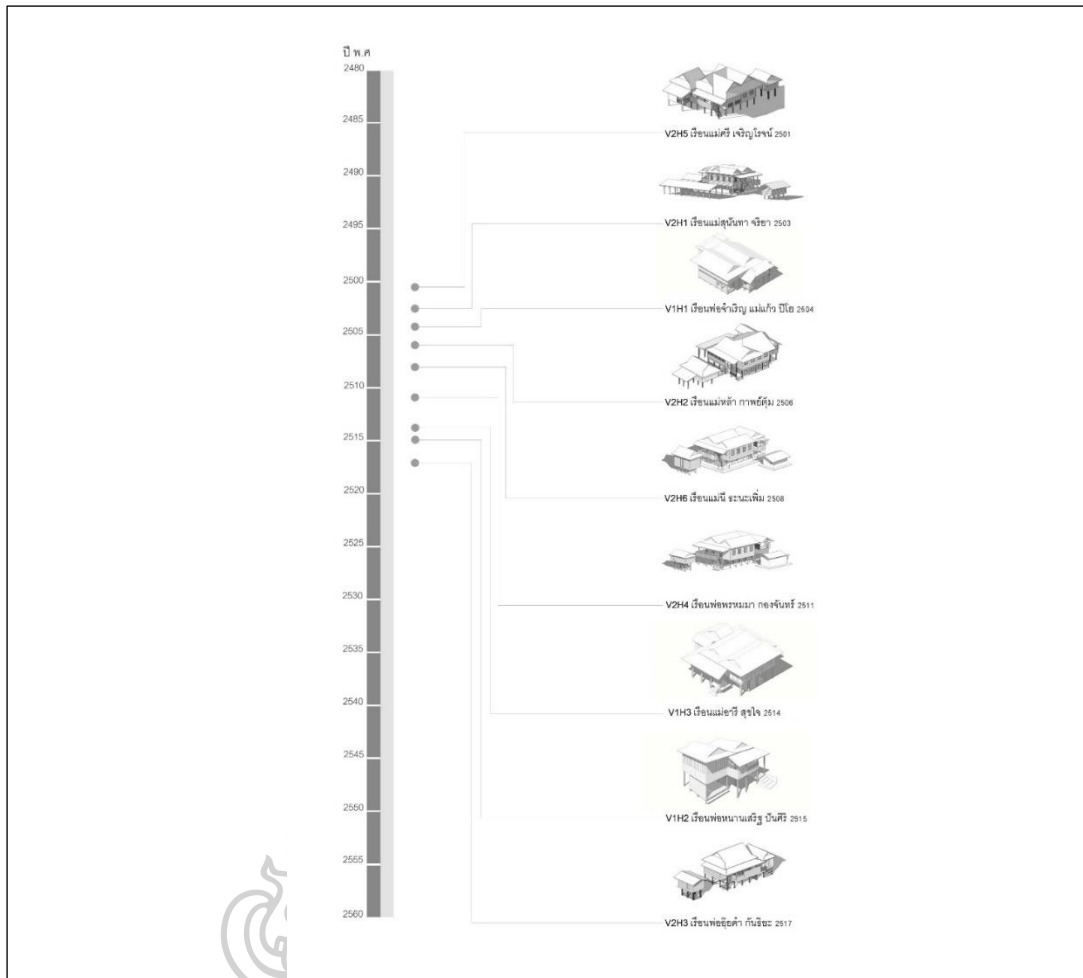 ปี พ.ศ
2480
2485
2490
2495
2500
2505
2510
2515
2520
2525
2530
2535
2540
2545
2550
2555
2560
V2H5 เรือนแม่ศรี เจริญโรจน์ 2501
V2H1 เรือนแม่สุนันทา จริยา 2503
V1H1 เรือนพ่อจำเริญ แม่แก้ว ปิโย 2504
V2H2 เรือนแม่หล้า กาพย์ตุ้ม 2506
V2H6 เรือนแม่นี ชะนะเพิ่ม 2508
V2H4 เรือนพ่อพรหมมา กองจันทร์ 2511
V1H3 เรือนแม่อารี สุขใจ 2514
V1H2 เรือนพ่อหนานเสริฐ ปันศิริ 2515
V2H3 เรือนพ่ออุ้ยคำ กันธิยะ 2517